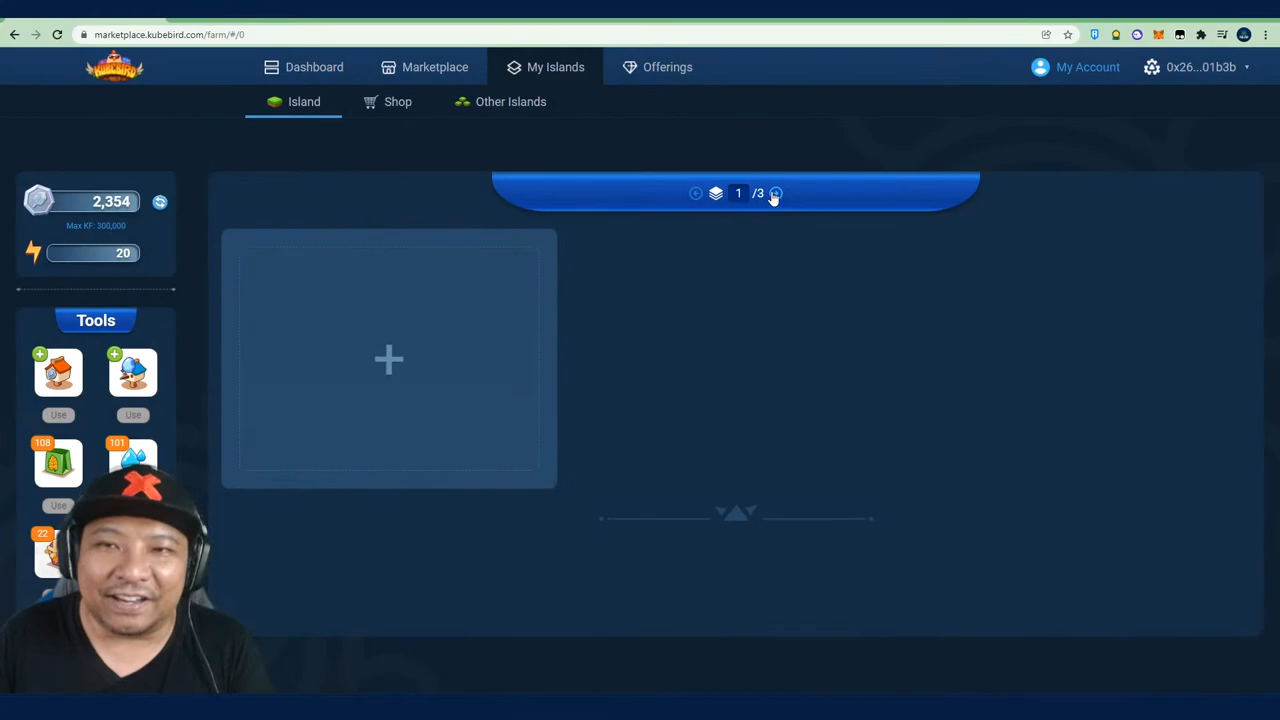 marketplace.kubebird.com/farm/#/0
KUBEBIRD
Dashboard
Marketplace
My Islands
Offerings
My Account
0x26...01b3b
Island
Shop
Other Islands
2,354
Max KF: 300,000
20
1 /3
Tools
Use
Use
108
101
Use
22